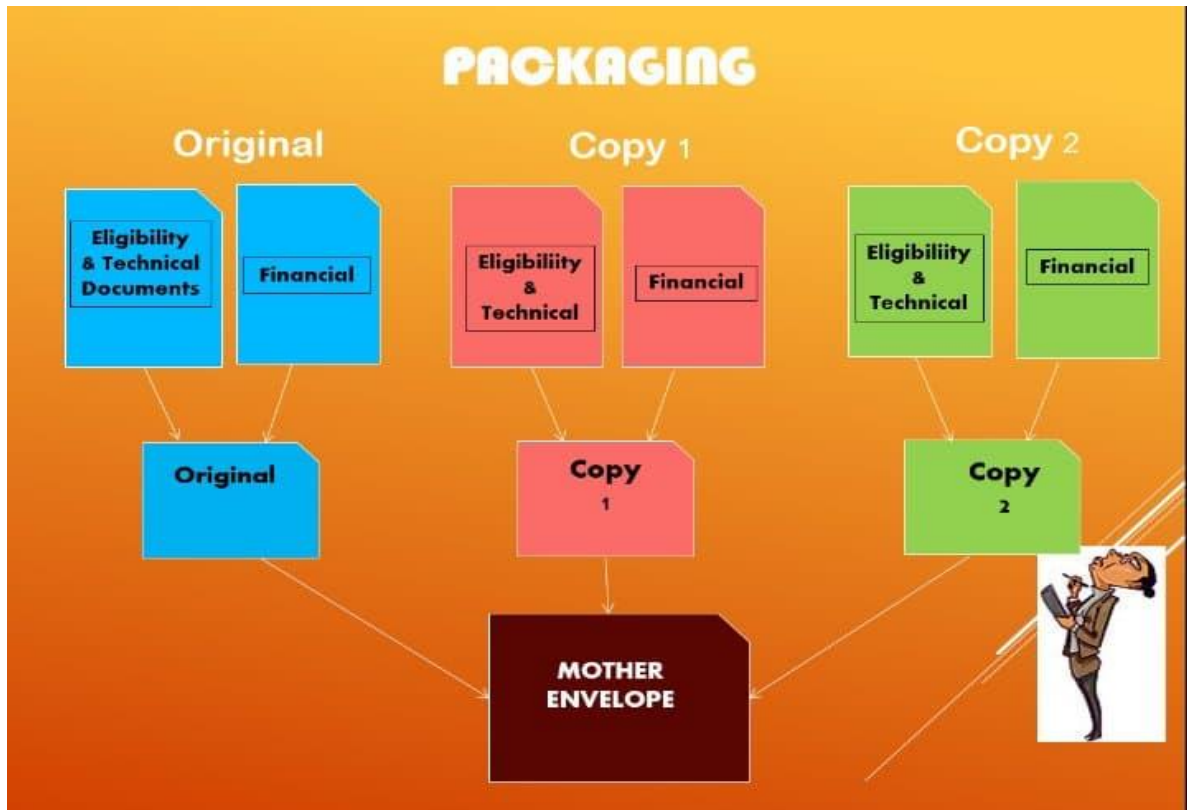 PACKAGING
Original
Copy 1
Copy 2
Eligibility
& Technical
Documents
Financial
Eligibiliity
&
Technical
Financial
Eligibiliity
&
Technical
Financial
Original
Copy
1
Copy
2
MOTHER
ENVELOPE